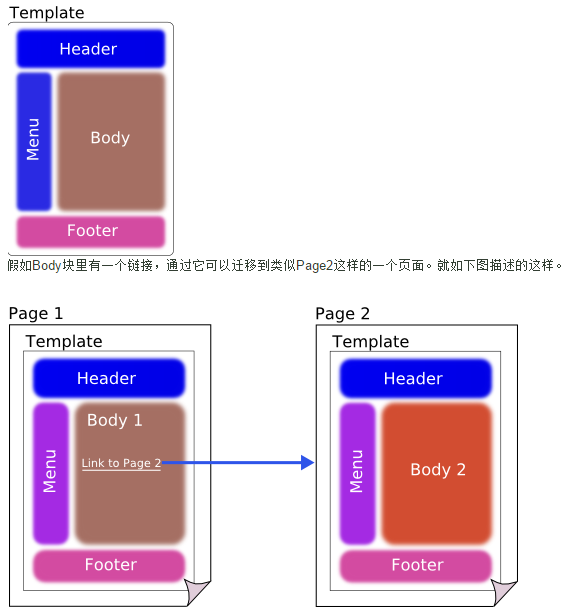 Template
Header
Menu
Body
Footer
假如Body块里有一个链接，通过它可以迁移到类似Page2这样的一个页面。就如下图描述的这样。
Page 1
Template
Header
Menu
Body 1
Link to Page 2
Footer
Page 2
Template
Header
Menu
Body 2
Footer